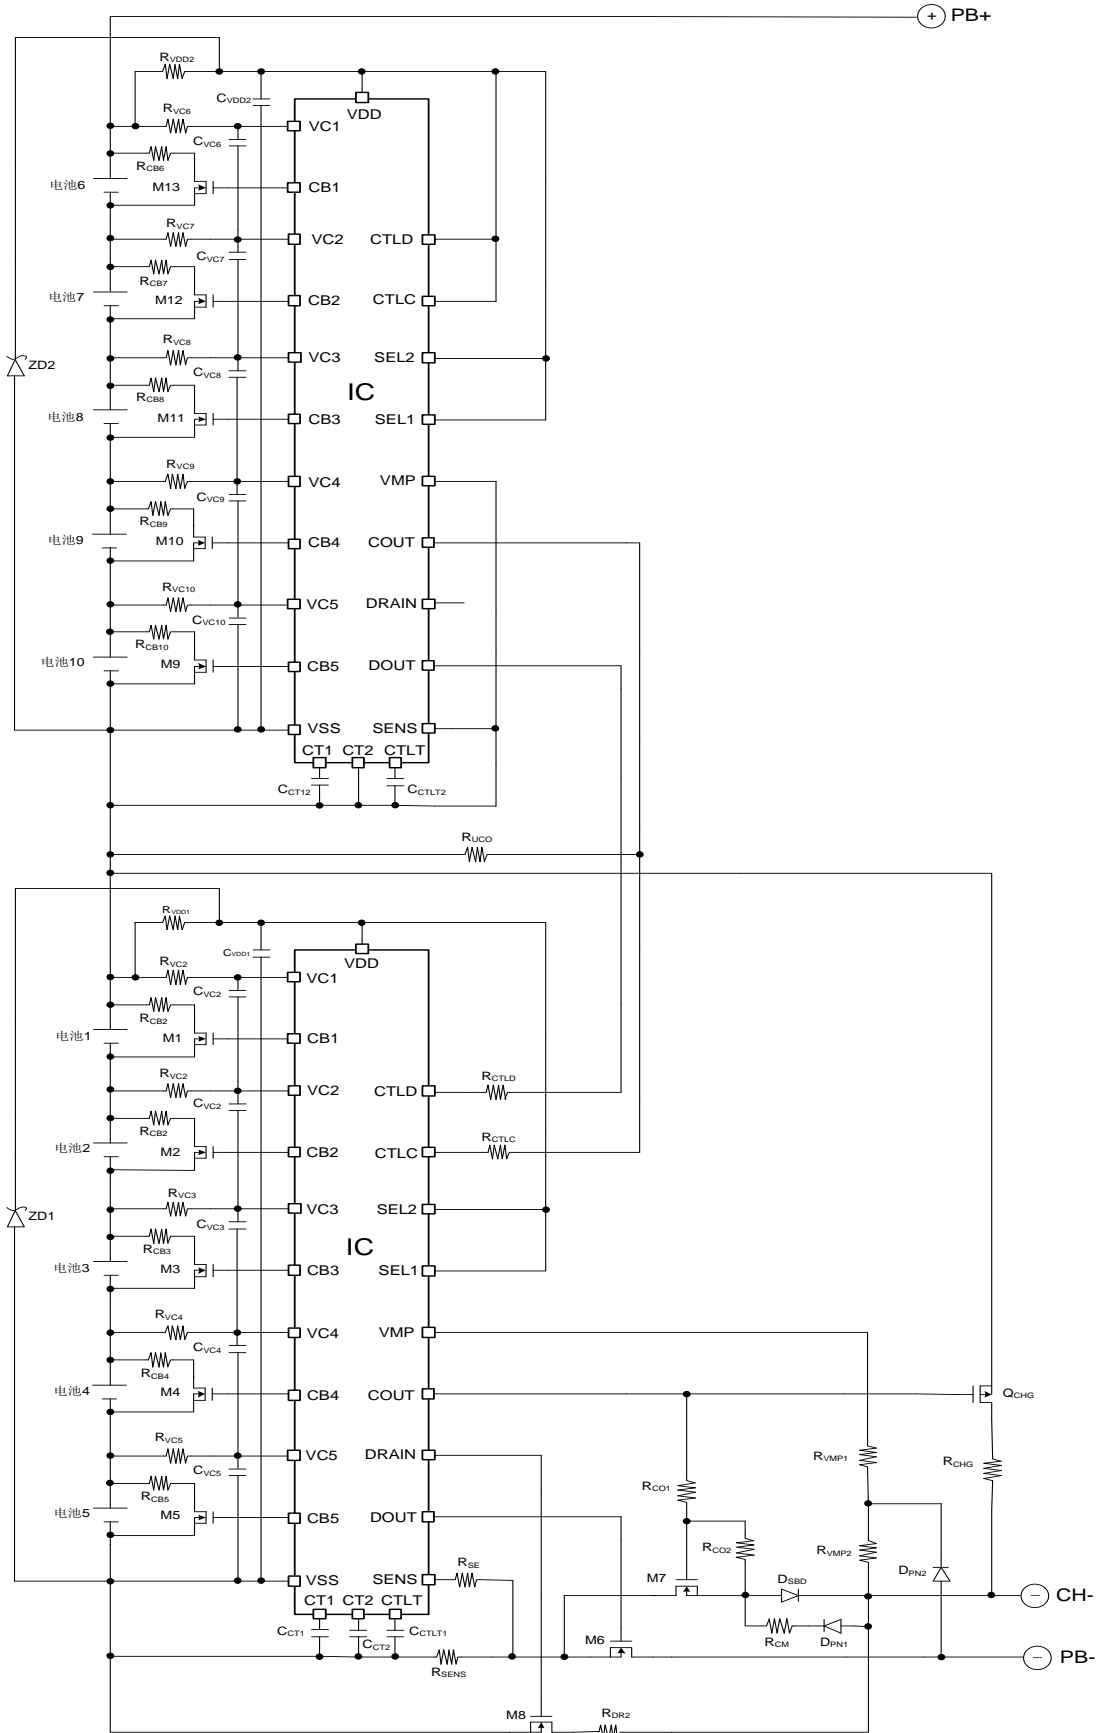 + PB+
RVDD2
CVDD2
VDD
RVC6
VC1
CVC6
RCB6
电池6
M13
CB1
RVC7
VC2
CTLD
CVC7
RCB7
电池7
M12
CB2
CTLC
RVC8
VC3
SEL2
ZD2
CVC8
RCB8
IC
电池8
M11
CB3
SEL1
RVC9
VC4
VMP
CVC9
RCB9
电池9
M10
CB4
COUT
RVC10
VC5
DRAIN
CVC10
RCB10
电池10
M9
CB5
DOUT
VSS
SENS
CT1 CT2 CTLT
CCT12
CCTLT2
RUCO
RVDD1
CVDD1
VDD
RVC2
VC1
CVC2
RCB2
电池1
M1
CB1
RVC2
VC2
CTLD
RCTLD
CVC2
RCB2
电池2
M2
CB2
CTLC
RCTLC
RVC3
VC3
SEL2
ZD1
CVC3
RCB3
IC
电池3
M3
CB3
SEL1
RVC4
VC4
VMP
CVC4
RCB4
电池4
M4
CB4
COUT
QCHG
RVC5
VC5
DRAIN
RVMP1
RCHG
CVC5
RCB5
RCO1
电池5
M5
CB5
DOUT
RCO2
RVMP2
RSE
DPN2
VSS
SENS
M7
DSBD
− CH-
CT1 CT2 CTLT
CCT1
CCT2
CCTLT1
RCM
DPN1
M6
− PB-
RSENS
M8
RDR2